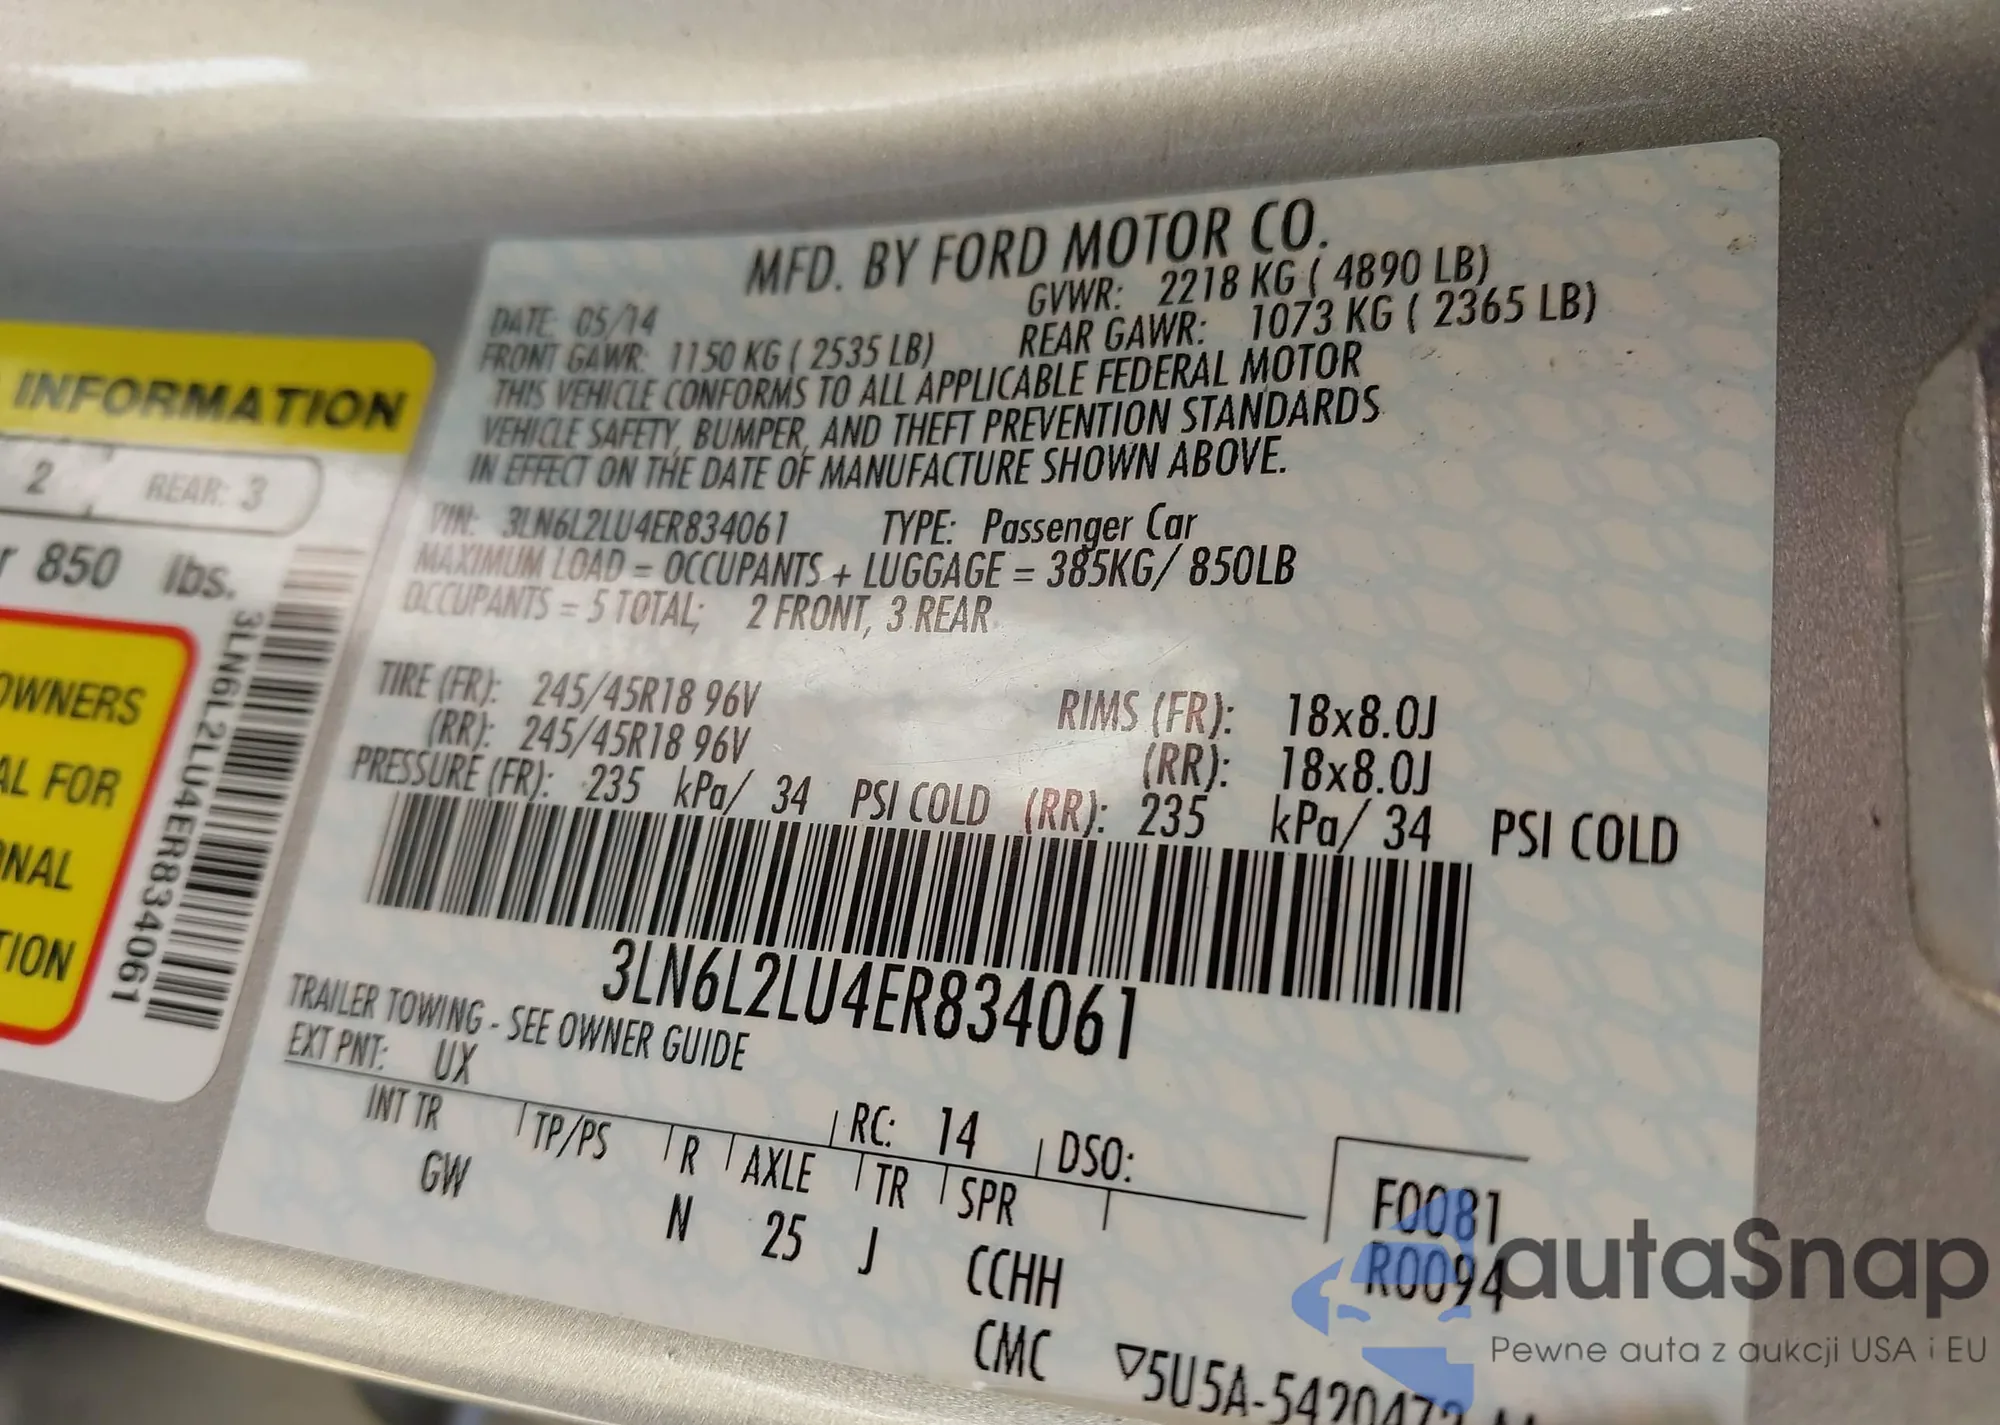 MFD. BY FORD MOTOR CO.
DATE: 05/14 GVWR: 2218 KG ( 4890 LB)
FRONT GAWR: 1150 KG ( 2535 LB) REAR GAWR: 1073 KG ( 2365 LB)
THIS VEHICLE CONFORMS TO ALL APPLICABLE FEDERAL MOTOR
VEHICLE SAFETY, BUMPER, AND THEFT PREVENTION STANDARDS
IN EFFECT ON THE DATE OF MANUFACTURE SHOWN ABOVE.
VIN: 3LN6L2LU4ER834061 TYPE: Passenger Car
MAXIMUM LOAD = OCCUPANTS + LUGGAGE = 385KG/ 850LB
OCCUPANTS = 5 TOTAL; 2 FRONT, 3 REAR
TIRE (FR): 245/45R18 96V RIMS (FR): 18x8.0J
(RR): 245/45R18 96V (RR): 18x8.0J
PRESSURE (FR): 235 kPa/ 34 PSI COLD (RR): 235 kPa/ 34 PSI COLD
3LN6L2LU4ER834061
TRAILER TOWING - SEE OWNER GUIDE
EXT PNT: UX RC: 14 DSO:
INT TR TP/PS R AXLE TR SPR
GW N 25 J CCHH
CMC
F0081
R0094
▽5U5A-5420472
INFORMATION
2 REAR: 3
850 lbs.
OWNERS
FOR
3LN6L2LU4ER834061
autaSnap
Pewne auta z aukcji USA i EU